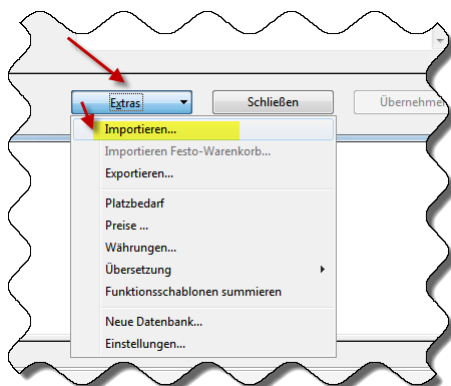 Extras
Schließen
Übernehmen
Importieren...
Importieren Festo-Warenkorb...
Exportieren...
Platzbedarf
Preise ...
Währungen...
Übersetzung
Funktionsschablonen summieren
Neue Datenbank...
Einstellungen...